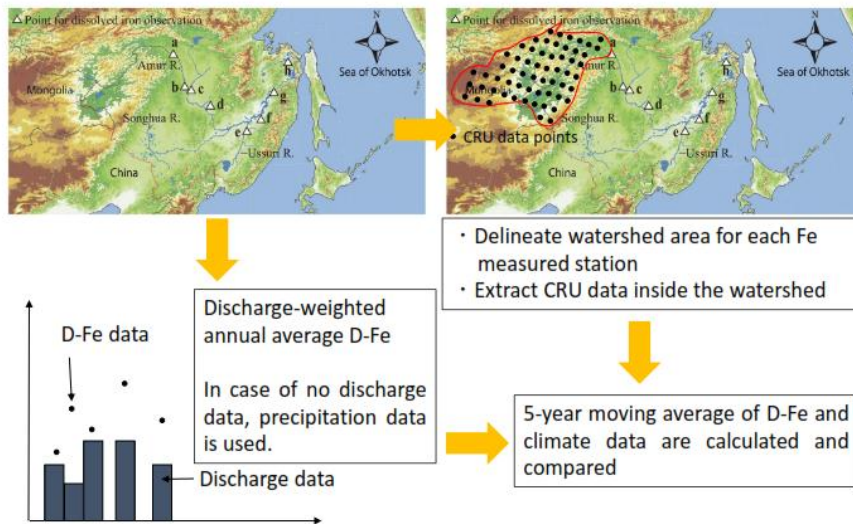 △Point for dissolved iron observation
N
a
Amur R.
h
Sea of Okhotsk
b
c
Mongolia
d
g
Songhua R.
f
e
Ussuri R.
China
△Point for dissolved iron observation
N
a
Amur R.
h
Sea of Okhotsk
b
c
Mongolia
d
g
Songhua R.
f
e
• CRU data points
Ussuri R.
China
・ Delineate watershed area for each Fe
measured station
・ Extract CRU data inside the watershed
D-Fe data
Discharge data
Discharge-weighted
annual average D-Fe
In case of no discharge
data, precipitation data
is used.
5-year moving average of D-Fe and
climate data are calculated and
compared